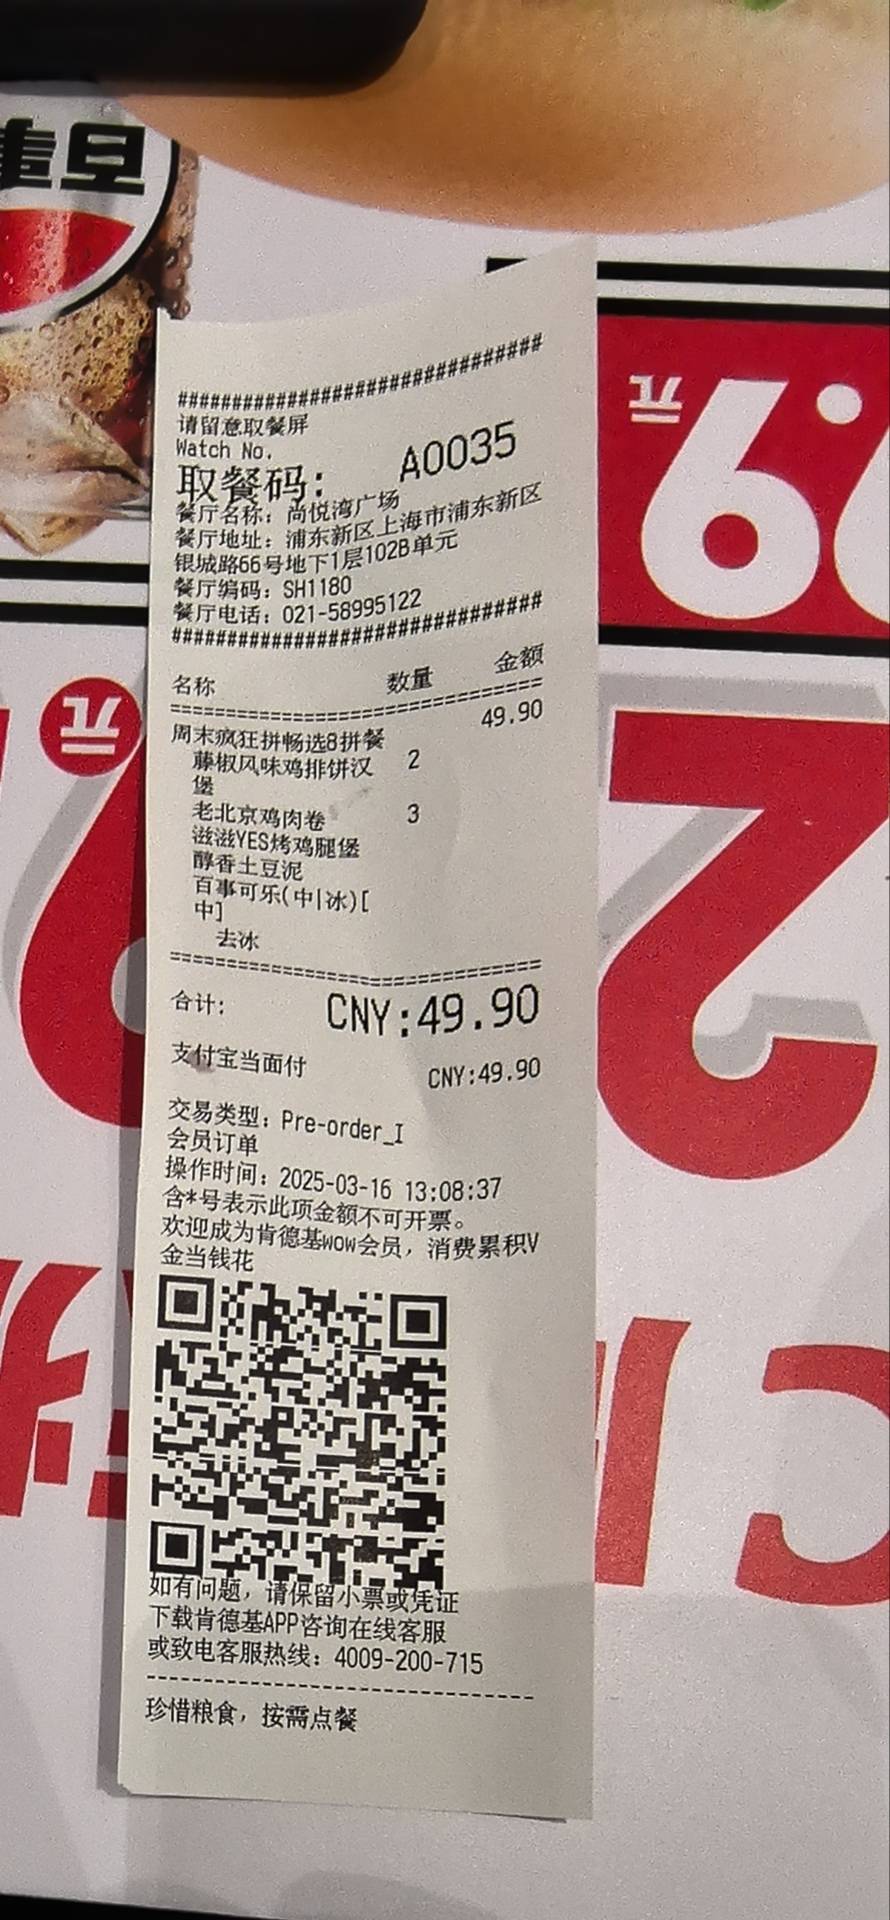 百事
################################
请留意取餐屏
Watch No.
取餐码: A0035
餐厅名称: 尚悦湾广场
餐厅地址: 浦东新区上海市浦东新区
银城路66号地下1层102B单元
餐厅编码: SH1180
餐厅电话: 021-58995122
################################
名称 数量 金额
================================
周末疯狂拼畅选8拼餐 49.90
藤椒风味鸡排饼汉 2
堡
老北京鸡肉卷 3
滋滋YES烤鸡腿堡
醇香土豆泥
百事可乐(中|冰)[
中]
去冰
================================
合计: CNY:49.90
支付宝当面付 CNY:49.90
交易类型: Pre-order_I
会员订单
操作时间: 2025-03-16 13:08:37
含*号表示此项金额不可开票。
欢迎成为肯德基wow会员, 消费累积V
金当钱花
如有问题, 请保留小票或凭证
下载肯德基APP咨询在线客服
或致电客服热线: 4009-200-715
--------------------------------
珍惜粮食, 按需点餐
.9元
元
2